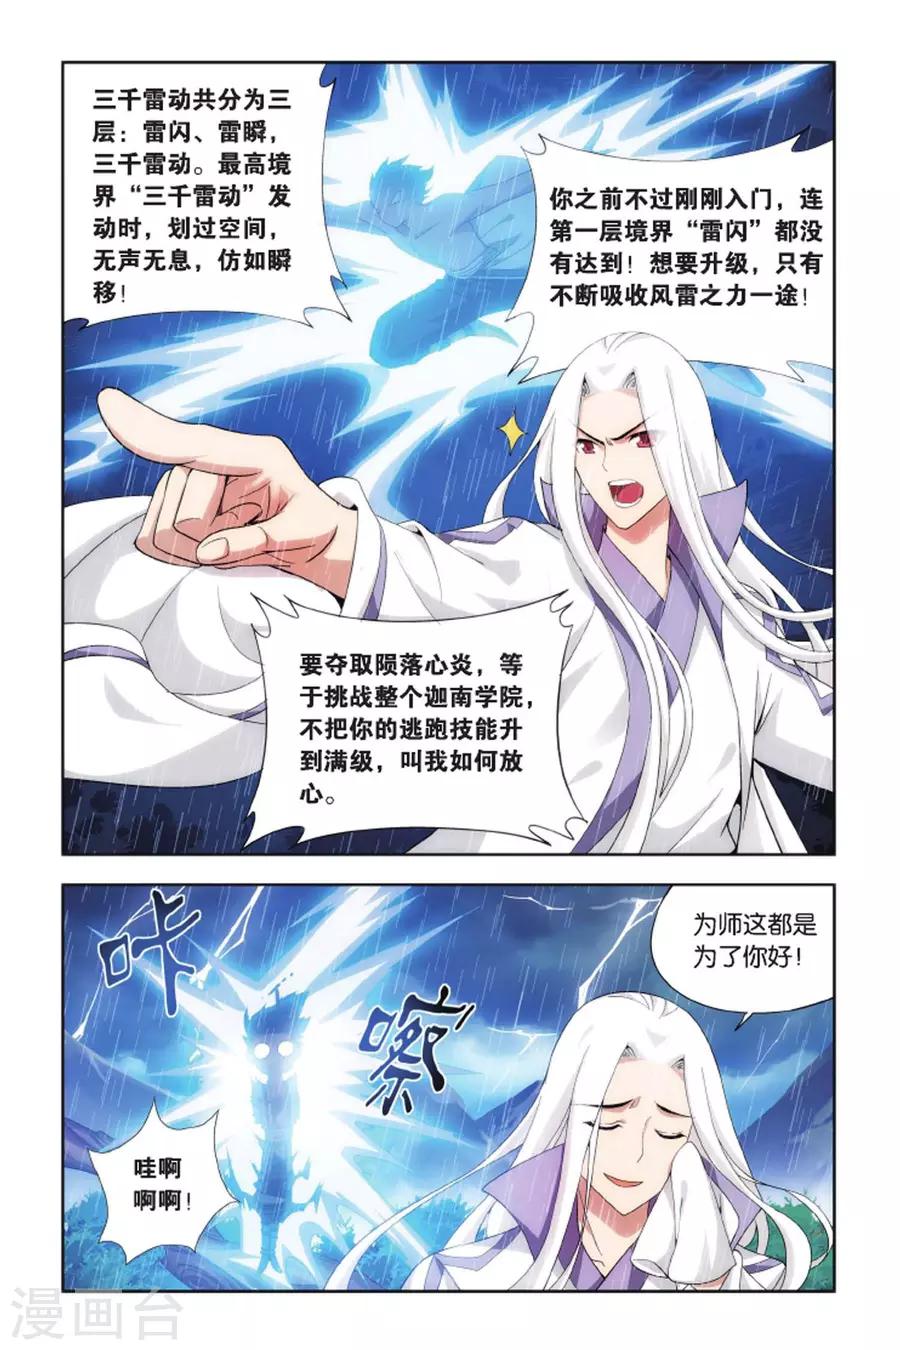 三千雷动共分为三
层：雷闪、雷瞬，
三千雷动。最高境
界“三千雷动”发
动时，划过空间，
无声无息，仿如瞬
移！
你之前不过刚刚入门，连
第一层境界“雷闪”都没
有达到！想要升级，只有
不断吸收风雷之力一途！
要夺取陨落心炎，等
于挑战整个迦南学院，
不把你的逃跑技能升
到满级，叫我如何放
心。
咔
嚓
为师这都是
为了你好！
哇啊
啊啊！
漫画台